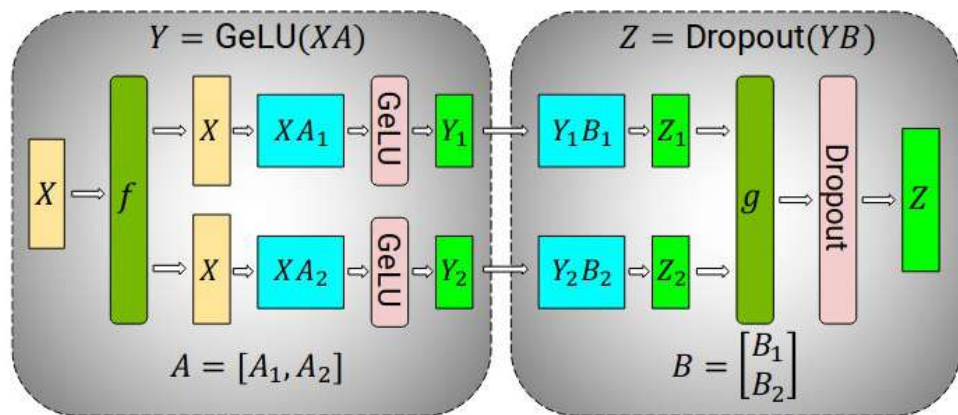 Y = GeLU(XA)
X
f
X
XA₁
GeLU
Y₁
X
XA₂
GeLU
Y₂
A = [A₁, A₂]
Z = Dropout(YB)
Y₁B₁
Z₁
Y₂B₂
Z₂
g
Dropout
Z
B = [B₁
B₂]